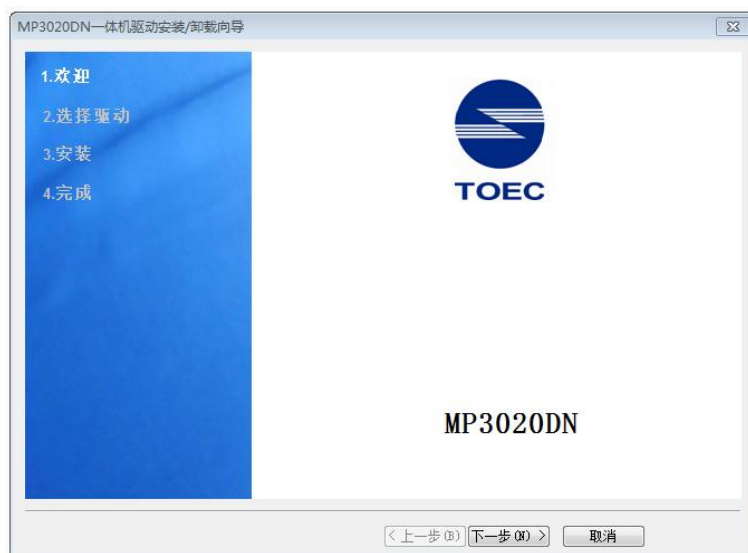 MP3020DN一体机驱动安装/卸载向导
1.欢迎
2.选择驱动
3.安装
4.完成
TOEC
MP3020DN
< 上一步(B)
下一步(N) >
取消